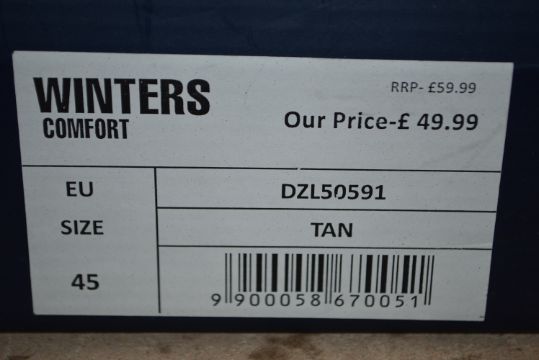 WINTERS
COMFORT
RRP- £59.99
Our Price-£ 49.99
EU
SIZE
45
DZL50591
TAN
9 900058 670051